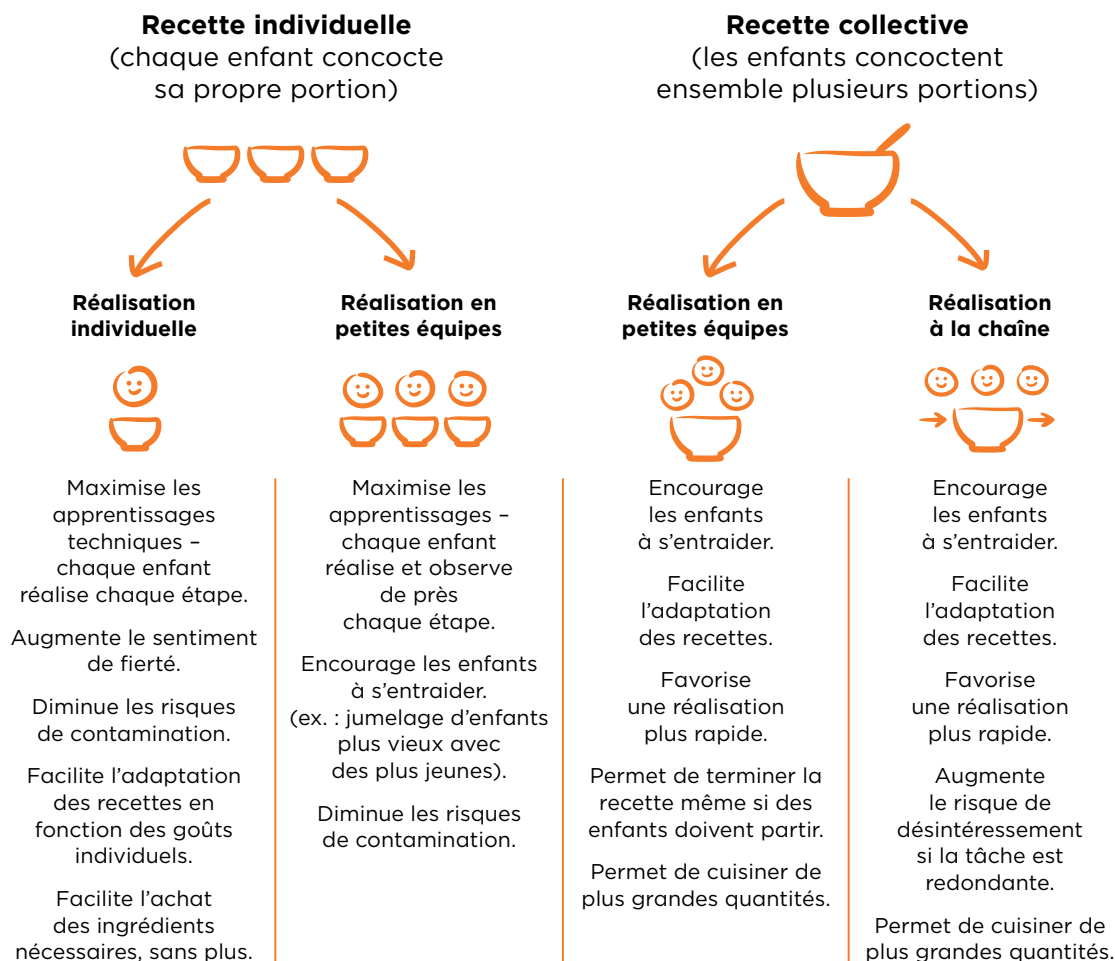 Recette individuelle
(chaque enfant concocte
sa propre portion)
Recette collective
(les enfants concoctent
ensemble plusieurs portions)
Réalisation
individuelle
Maximise les
apprentissages
techniques –
chaque enfant
réalise chaque étape.
Augmente le sentiment
de fierté.
Diminue les risques
de contamination.
Facilite l’adaptation
des recettes en
fonction des goûts
individuels.
Facilite l’achat
des ingrédients
nécessaires, sans plus.
Réalisation en
petites équipes
Maximise les
apprentissages –
chaque enfant
réalise et observe
de près
chaque étape.
Encourage les enfants
à s’entraider.
(ex. : jumelage d’enfants
plus vieux avec
des plus jeunes).
Diminue les risques
de contamination.
Réalisation en
petites équipes
Encourage
les enfants
à s’entraider.
Facilite
l’adaptation
des recettes.
Favorise
une réalisation
plus rapide.
Permet de terminer la
recette même si des
enfants doivent partir.
Permet de cuisiner de
plus grandes quantités.
Réalisation
à la chaîne
Encourage
les enfants
à s’entraider.
Facilite
l’adaptation
des recettes.
Favorise
une réalisation
plus rapide.
Augmente
le risque de
désintéressement
si la tâche est
redondante.
Permet de cuisiner de
plus grandes quantités.